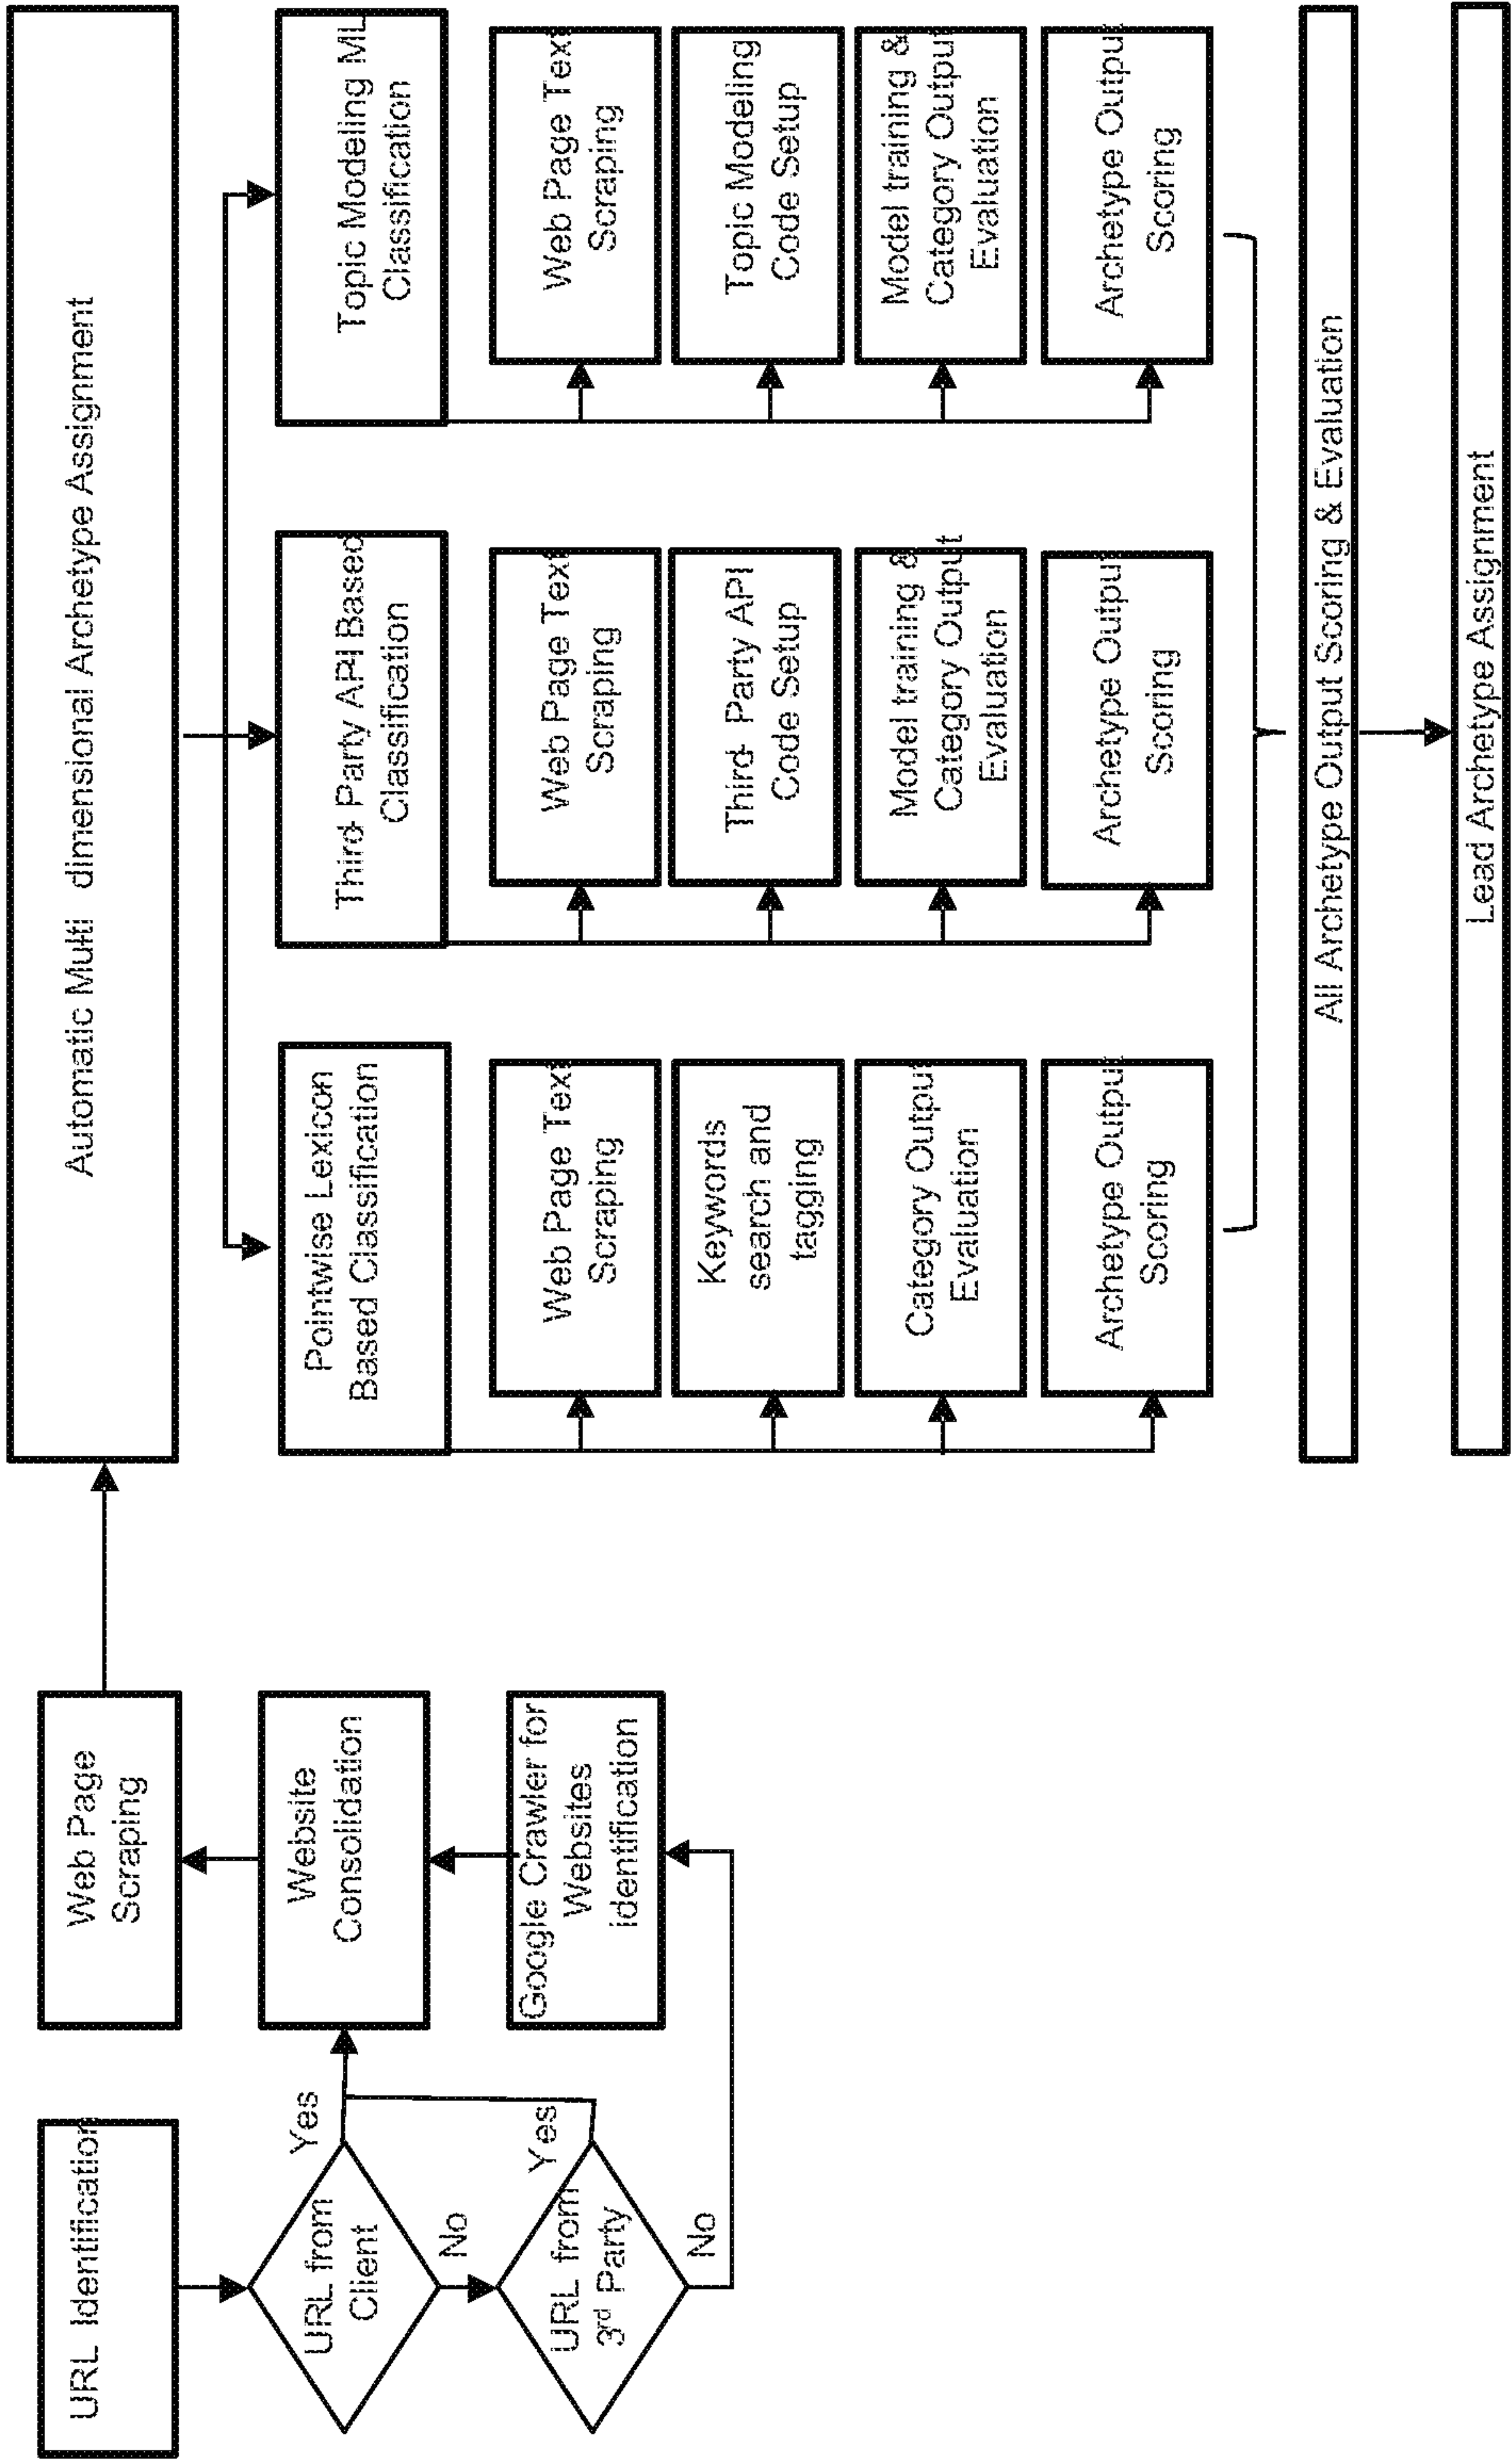 URL Identification
URL from
Client
Yes
No
URL from
3rd Party
Yes
No
Web Page
Scraping
Website
Consolidation
Google Crawler for
Websites
identification
Automatic Multi dimensional Archetype Assignment
Pointwise Lexicon
Based Classification
Web Page Text
Scraping
Keywords
search and
tagging
Category Output
Evaluation
Archetype Output
Scoring
Third- Party API Based
Classification
Web Page Text
Scraping
Third- Party API
Code Setup
Model training &
Category Output
Evaluation
Archetype Output
Scoring
Topic Modeling ML
Classification
Web Page Text
Scraping
Topic Modeling
Code Setup
Model training &
Category Output
Evaluation
Archetype Output
Scoring
All Archetype Output Scoring & Evaluation
Lead Archetype Assignment